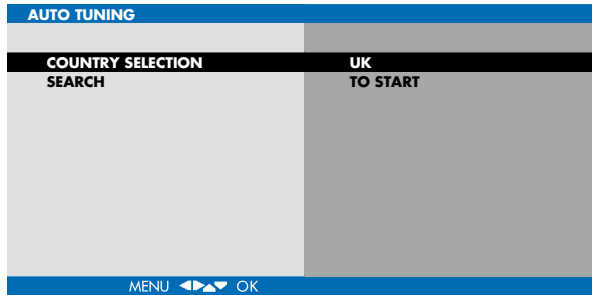 AUTO TUNING
COUNTRY SELECTION UK
SEARCH TO START
MENU ◀▶▲▼ OK